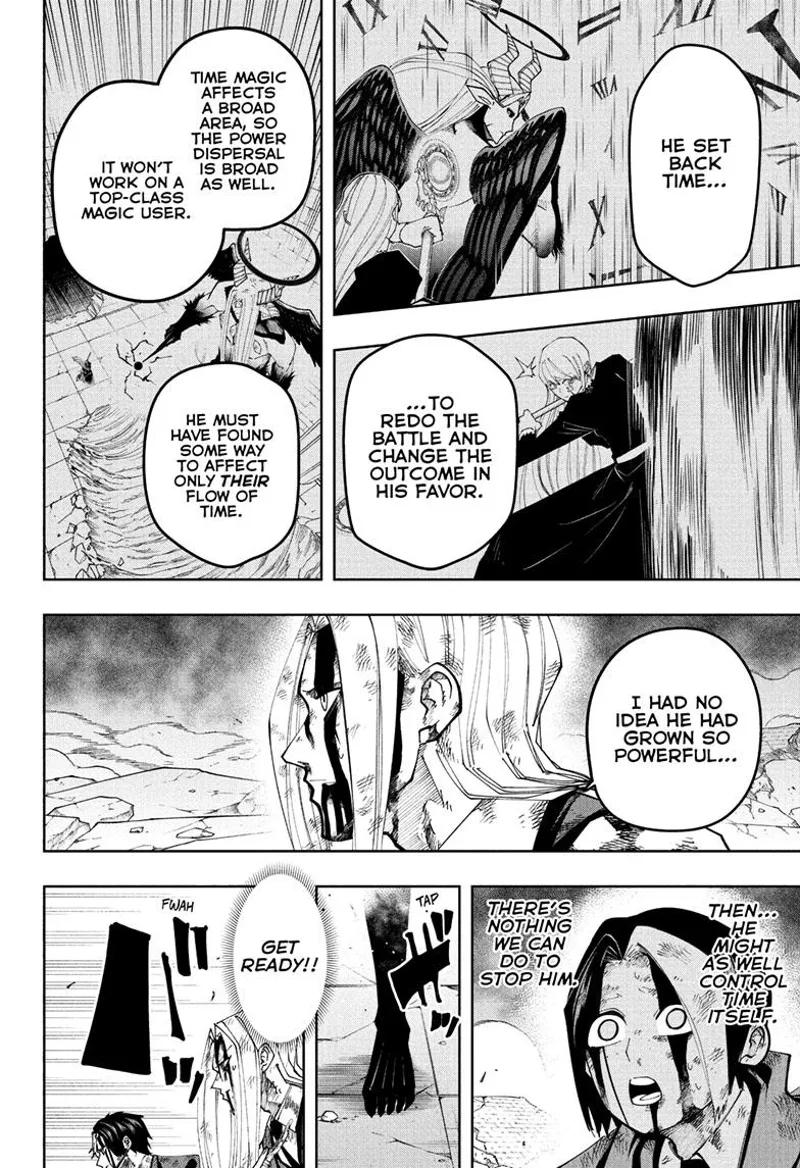 HE SET
BACK
TIME...
...TO
REDO THE
BATTLE AND
CHANGE THE
OUTCOME IN
HIS FAVOR.
TIME MAGIC
AFFECTS
A BROAD
AREA, SO
THE POWER
DISPERSAL
IS BROAD
AS WELL.
IT WON'T
WORK ON A
TOP-CLASS
MAGIC USER.
HE MUST
HAVE FOUND
SOME WAY
TO AFFECT
ONLY THEIR
FLOW OF
TIME.
I HAD NO
IDEA HE HAD
GROWN SO
POWERFUL...
THEN...
HE
MIGHT
AS WELL
CONTROL
TIME
ITSELF.
THERE'S
NOTHING
WE CAN
DO TO
STOP HIM.
TAP
GET
READY!!
FWAH